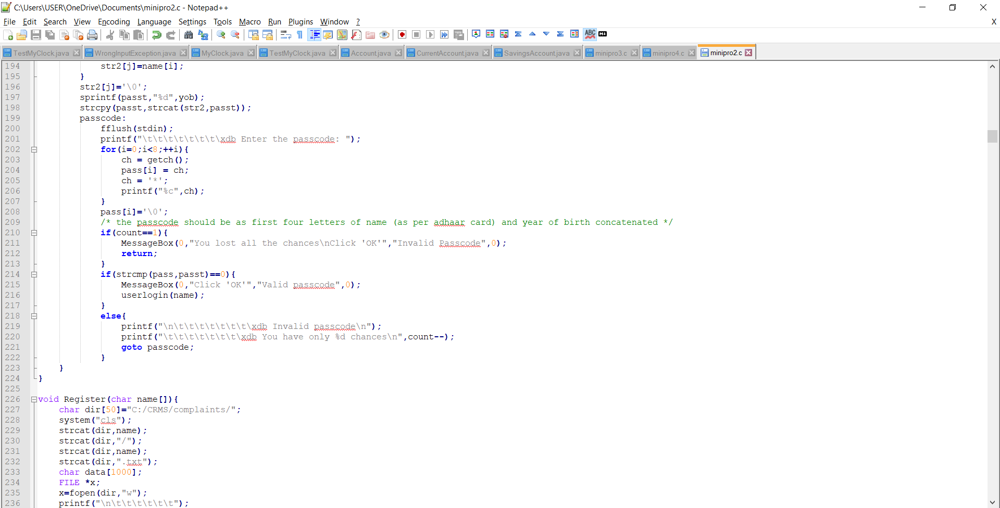 C:\Users\USER\OneDrive\Documents\minipro2.c - Notepad++
File Edit Search View Encoding Language Settings Tools Macro Run Plugins Window ? X
TestMyClock.java WrongInputException.java MyClock.java TestMyClock.java Account.java CurrentAccount.java SavingsAccount.java minipro3.c minipro4.c minipro2.c
194 str2[j]=name[i];
195 }
196 str2[j]='\0';
197 sprintf(passt,"%d",yob);
198 strcpy(passt,strcat(str2,passt));
199 passcode:
200 fflush(stdin);
201 printf("\t\t\t\t\t\t\t\xdb Enter the passcode: ");
202 for(i=0;i<8;++i){
203 ch = getch();
204 pass[i] = ch;
205 ch = '*';
206 printf("%c",ch);
207 }
208 pass[i]='\0';
209 /* the passcode should be as first four letters of name (as per adhaar card) and year of birth concatenated */
210 if(count==1){
211 MessageBox(0,"You lost all the chances\nClick 'OK'","Invalid Passcode",0);
212 return;
213 }
214 if(strcmp(pass,passt)==0){
215 MessageBox(0,"Click 'OK'","Valid passcode",0);
216 userlogin(name);
217 }
218 else{
219 printf("\n\t\t\t\t\t\t\t\xdb Invalid passcode\n");
220 printf("\t\t\t\t\t\t\t\xdb You have only %d chances\n",count--);
221 goto passcode;
222 }
223 }
224 }
225
226 void Register(char name[]){
227 char dir[50]="C:/CRMS/complaints/";
228 system("cls");
229 strcat(dir,name);
230 strcat(dir,"/");
231 strcat(dir,name);
232 strcat(dir,".txt");
233 char data[1000];
234 FILE *x;
235 x=fopen(dir,"w");
236 printf("\n\t\t\t\t\t\t");